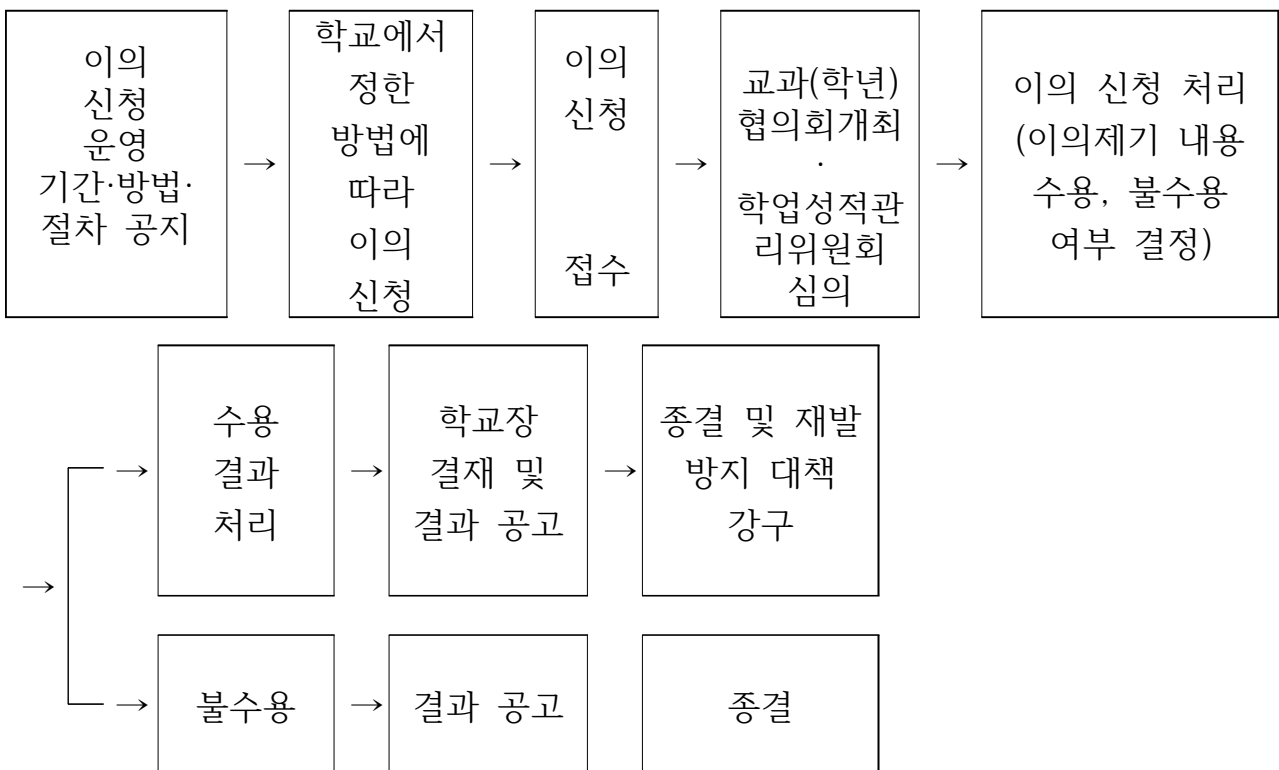 이의
신청
운영
기간·방법·
절차 공지
→
학교에서
정한
방법에
따라
이의
신청
→
이의
신청
접수
→
교과(학년)
협의회개최
·
학업성적관
리위원회
심의
→
이의 신청 처리
(이의제기 내용
수용, 불수용
여부 결정)
→
→
수용
결과
처리
→
학교장
결재 및
결과 공고
→
종결 및 재발
방지 대책
강구
→
불수용
→
결과 공고
종결